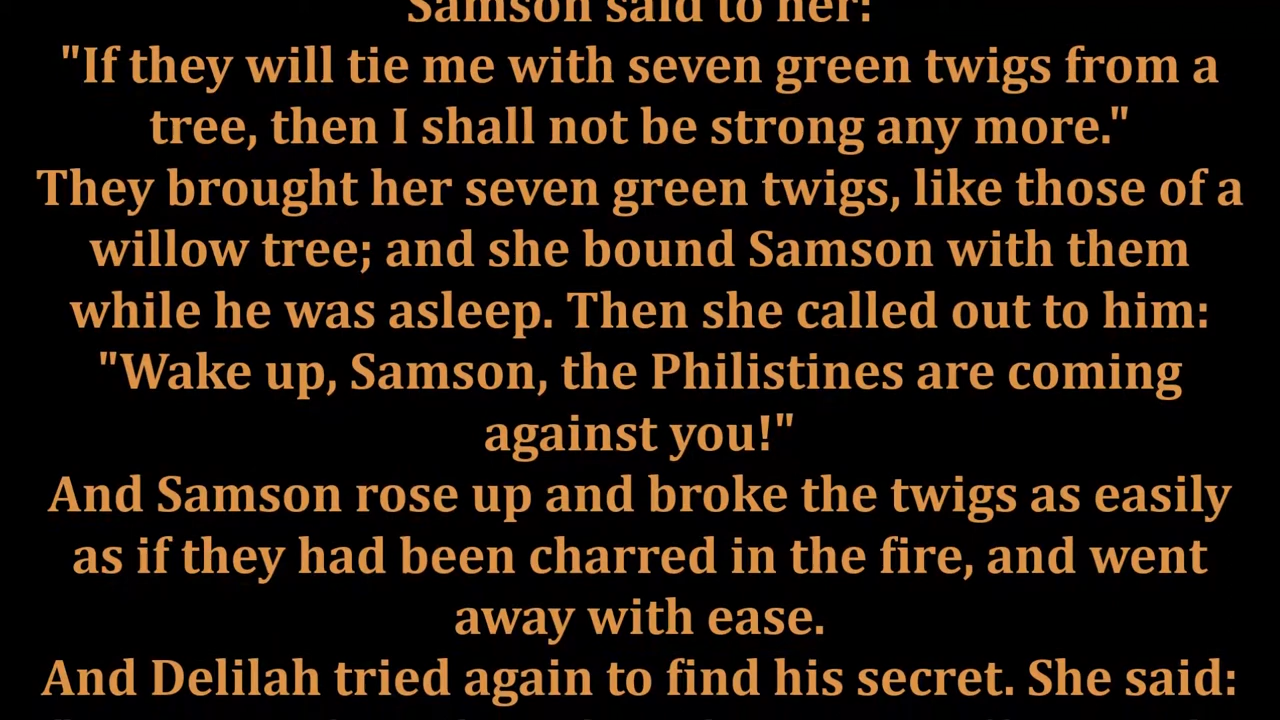 Samson said to her:
"If they will tie me with seven green twigs from a
tree, then I shall not be strong any more."
They brought her seven green twigs, like those of a
willow tree; and she bound Samson with them
while he was asleep. Then she called out to him:
"Wake up, Samson, the Philistines are coming
against you!"
And Samson rose up and broke the twigs as easily
as if they had been charred in the fire, and went
away with ease.
And Delilah tried again to find his secret. She said: